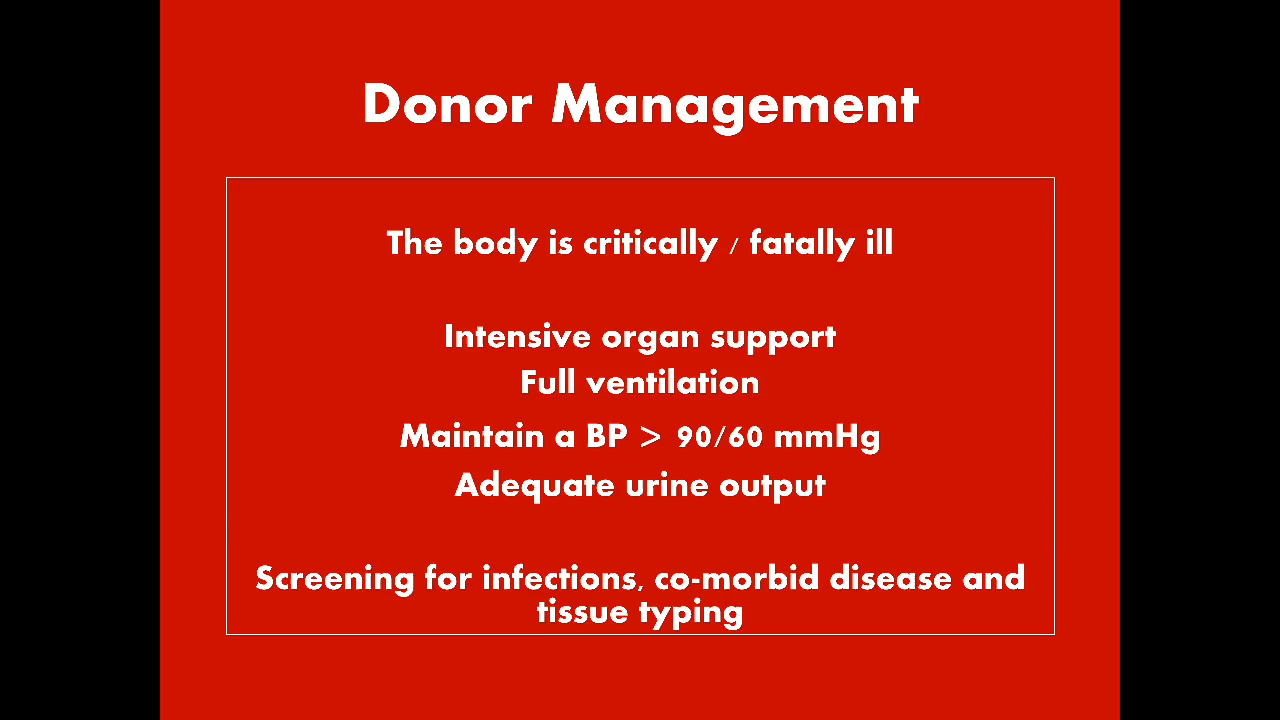 Donor Management
The body is critically / fatally ill
Intensive organ support
Full ventilation
Maintain a BP > 90/60 mmHg
Adequate urine output
Screening for infections, co-morbid disease and
tissue typing